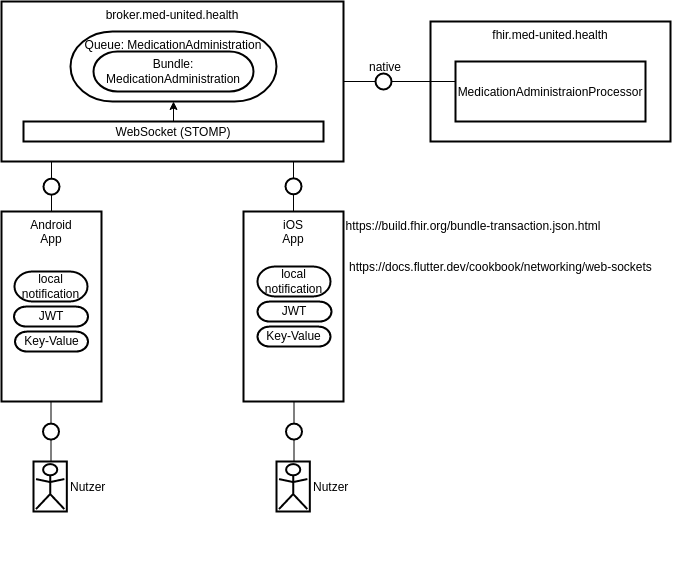 broker.med-united.health
Queue: MedicationAdministration
Bundle:
MedicationAdministration
WebSocket (STOMP)
native
fhir.med-united.health
MedicationAdministraionProcessor
Android
App
local
notification
JWT
Key-Value
Nutzer
iOS
App
local
notification
JWT
Key-Value
Nutzer
https://build.fhir.org/bundle-transaction.json.html
https://docs.flutter.dev/cookbook/networking/web-sockets